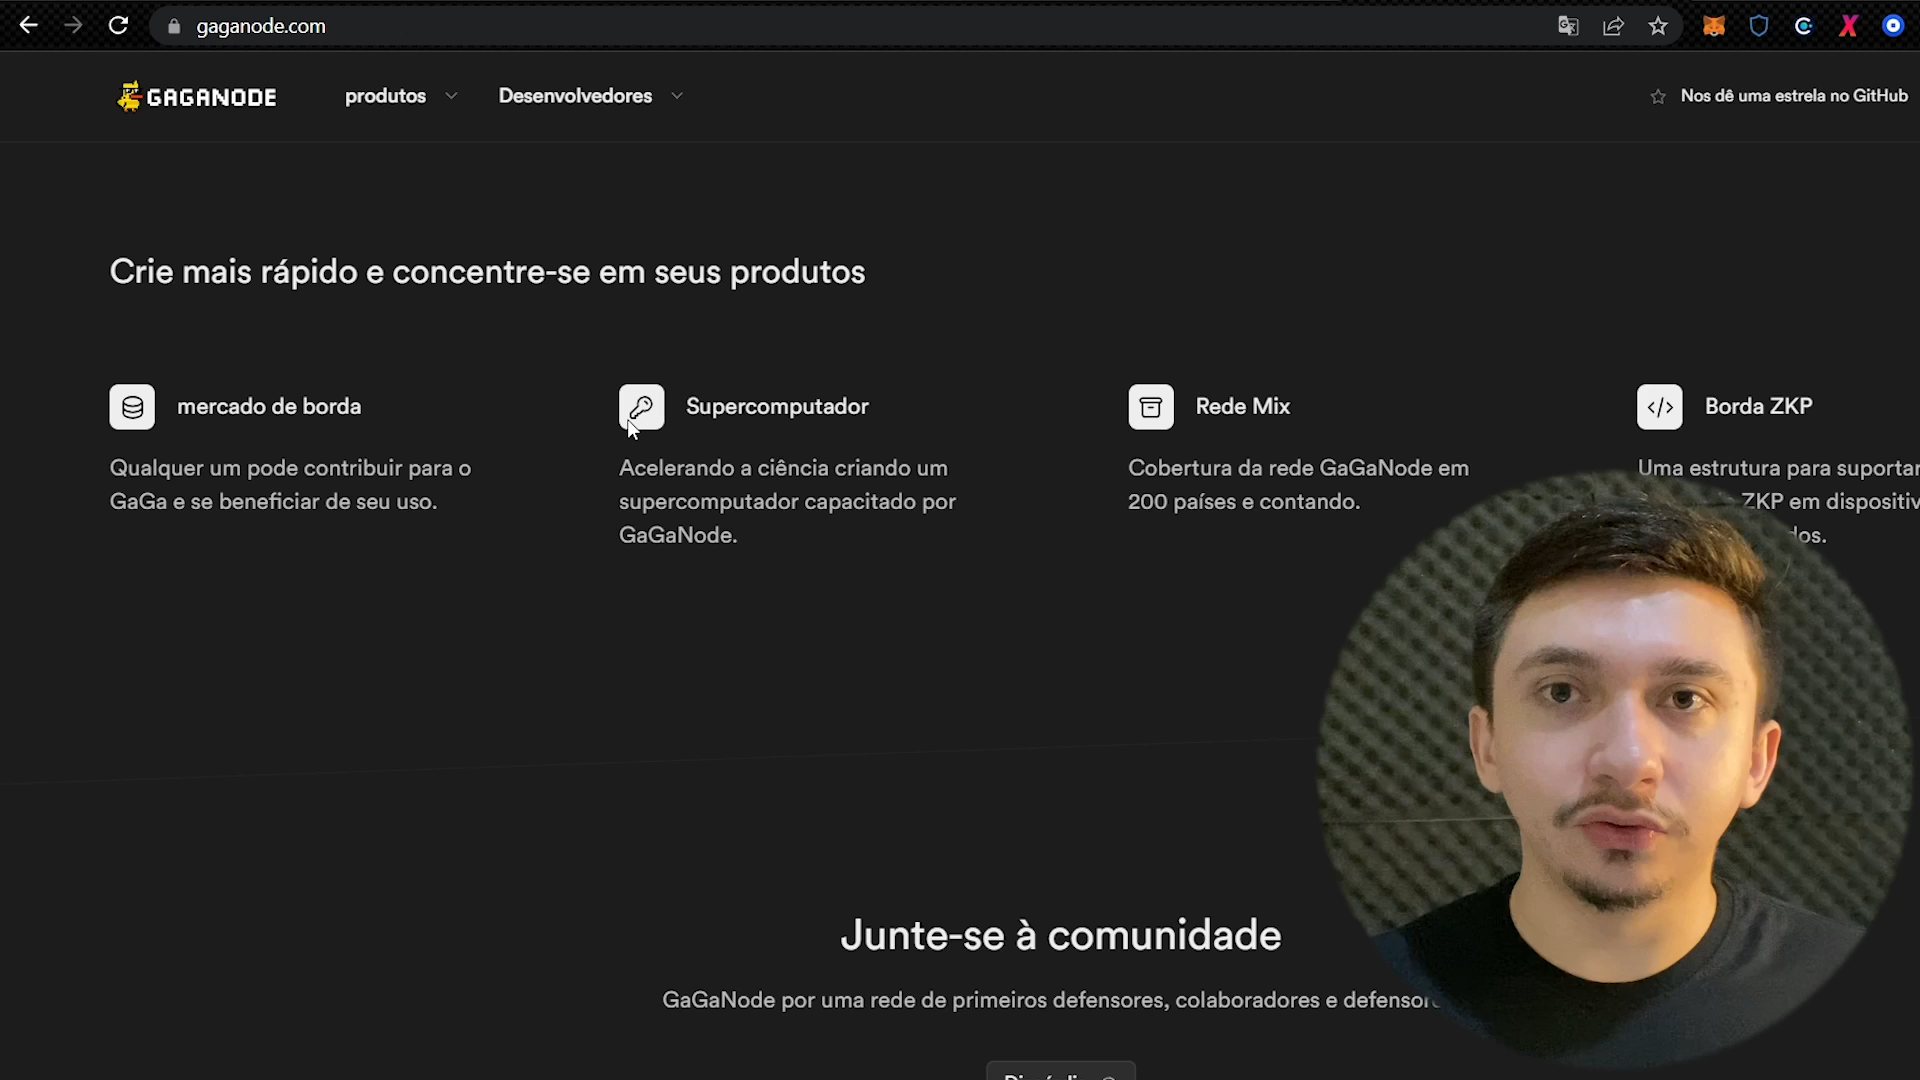 gaganode.com
GAGANODE
produtos
Desenvolvedores
Nos dê uma estrela no GitHub
Crie mais rápido e concentre-se em seus produtos
mercado de borda
Qualquer um pode contribuir para o
GaGa e se beneficiar de seu uso.
Supercomputador
Acelerando a ciência criando um
supercomputador capacitado por
GaGaNode.
Rede Mix
Cobertura da rede GaGaNode em
200 países e contando.
Borda ZKP
Uma estrutura para suportar
ZKP em
Junte-se à comunidade
GaGaNode por uma rede de primeiros defensores, colaboradores e